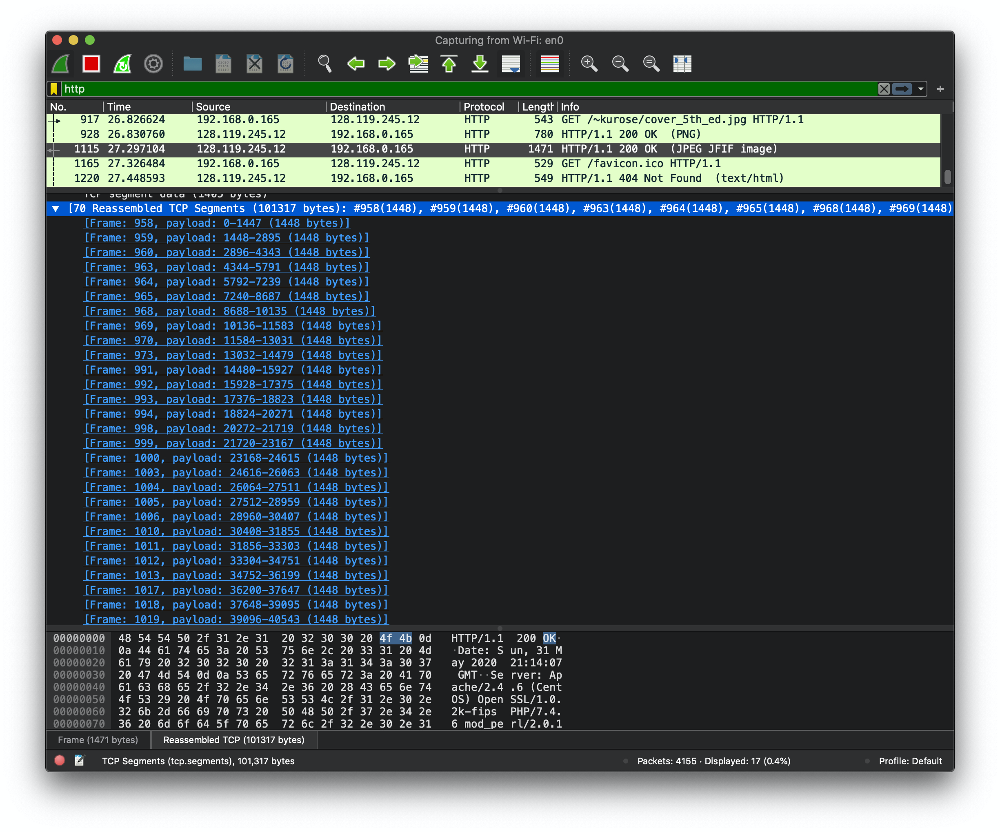 Capturing from Wi-Fi: en0
http
No. Time Source Destination Protocol Length Info
917 26.826624 192.168.0.165 128.119.245.12 HTTP 543 GET /~kurose/cover_5th_ed.jpg HTTP/1.1
928 26.830760 128.119.245.12 192.168.0.165 HTTP 780 HTTP/1.1 200 OK (PNG)
1115 27.297104 128.119.245.12 192.168.0.165 HTTP 1471 HTTP/1.1 200 OK (JPEG JFIF image)
1165 27.326484 192.168.0.165 128.119.245.12 HTTP 529 GET /favicon.ico HTTP/1.1
1220 27.448593 128.119.245.12 192.168.0.165 HTTP 549 HTTP/1.1 404 Not Found (text/html)
TCP segment data (1405 bytes)
[70 Reassembled TCP Segments (101317 bytes): #958(1448), #959(1448), #960(1448), #963(1448), #964(1448), #965(1448), #968(1448), #969(1448)
[Frame: 958, payload: 0-1447 (1448 bytes)]
[Frame: 959, payload: 1448-2895 (1448 bytes)]
[Frame: 960, payload: 2896-4343 (1448 bytes)]
[Frame: 963, payload: 4344-5791 (1448 bytes)]
[Frame: 964, payload: 5792-7239 (1448 bytes)]
[Frame: 965, payload: 7240-8687 (1448 bytes)]
[Frame: 968, payload: 8688-10135 (1448 bytes)]
[Frame: 969, payload: 10136-11583 (1448 bytes)]
[Frame: 970, payload: 11584-13031 (1448 bytes)]
[Frame: 973, payload: 13032-14479 (1448 bytes)]
[Frame: 991, payload: 14480-15927 (1448 bytes)]
[Frame: 992, payload: 15928-17375 (1448 bytes)]
[Frame: 993, payload: 17376-18823 (1448 bytes)]
[Frame: 994, payload: 18824-20271 (1448 bytes)]
[Frame: 998, payload: 20272-21719 (1448 bytes)]
[Frame: 999, payload: 21720-23167 (1448 bytes)]
[Frame: 1000, payload: 23168-24615 (1448 bytes)]
[Frame: 1003, payload: 24616-26063 (1448 bytes)]
[Frame: 1004, payload: 26064-27511 (1448 bytes)]
[Frame: 1005, payload: 27512-28959 (1448 bytes)]
[Frame: 1006, payload: 28960-30407 (1448 bytes)]
[Frame: 1010, payload: 30408-31855 (1448 bytes)]
[Frame: 1011, payload: 31856-33303 (1448 bytes)]
[Frame: 1012, payload: 33304-34751 (1448 bytes)]
[Frame: 1013, payload: 34752-36199 (1448 bytes)]
[Frame: 1017, payload: 36200-37647 (1448 bytes)]
[Frame: 1018, payload: 37648-39095 (1448 bytes)]
[Frame: 1019, payload: 39096-40543 (1448 bytes)]
00000000 48 54 54 50 2f 31 2e 31 20 32 30 30 20 4f 4b 0d HTTP/1.1 200 OK·
00000010 0a 44 61 74 65 3a 20 53 75 6e 2c 20 33 31 20 4d ·Date: S un, 31 M
00000020 61 79 20 32 30 32 30 20 32 31 3a 31 34 3a 30 37 ay 2020 21:14:07
00000030 20 47 4d 54 0d 0a 53 65 72 76 65 72 3a 20 41 70 GMT··Se rver: Ap
00000040 61 63 68 65 2f 32 2e 34 2e 36 20 28 43 65 6e 74 ache/2.4 .6 (Cent
00000050 4f 53 29 20 4f 70 65 6e 53 53 4c 2f 31 2e 30 2e OS) Open SSL/1.0.
00000060 32 6b 2d 66 69 70 73 20 50 48 50 2f 37 2e 34 2e 2k-fips PHP/7.4.
00000070 36 20 6d 6f 64 5f 70 65 72 6c 2f 32 2e 30 2e 31 6 mod_pe rl/2.0.1
Frame (1471 bytes) Reassembled TCP (101317 bytes)
TCP Segments (tcp.segments), 101,317 bytes Packets: 4155 · Displayed: 17 (0.4%) Profile: Default